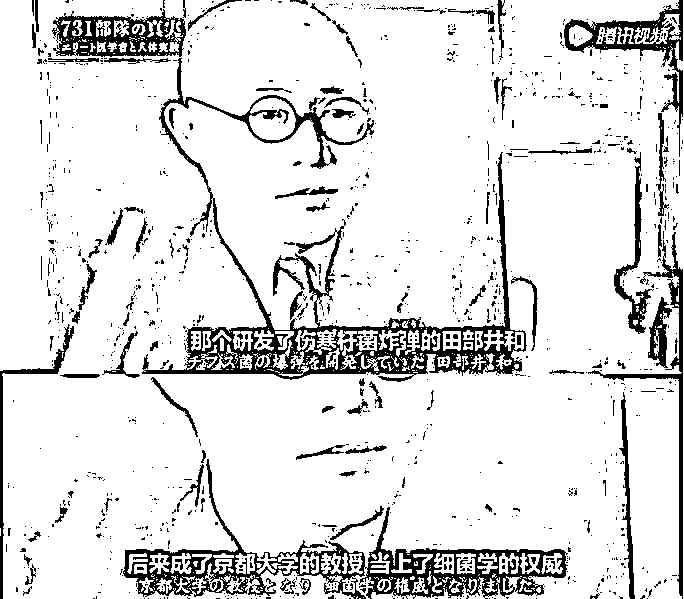 731部隊の真実
エリート医学者と人体実験
腾讯视频
那个研发了伤寒杆菌炸弹的田部井和
チフス菌の爆弾を開発していた 田部井 和。
后来成了京都大学的教授 当上了细菌学的权威
京都大学の教授となり 細菌学の権威となりました。